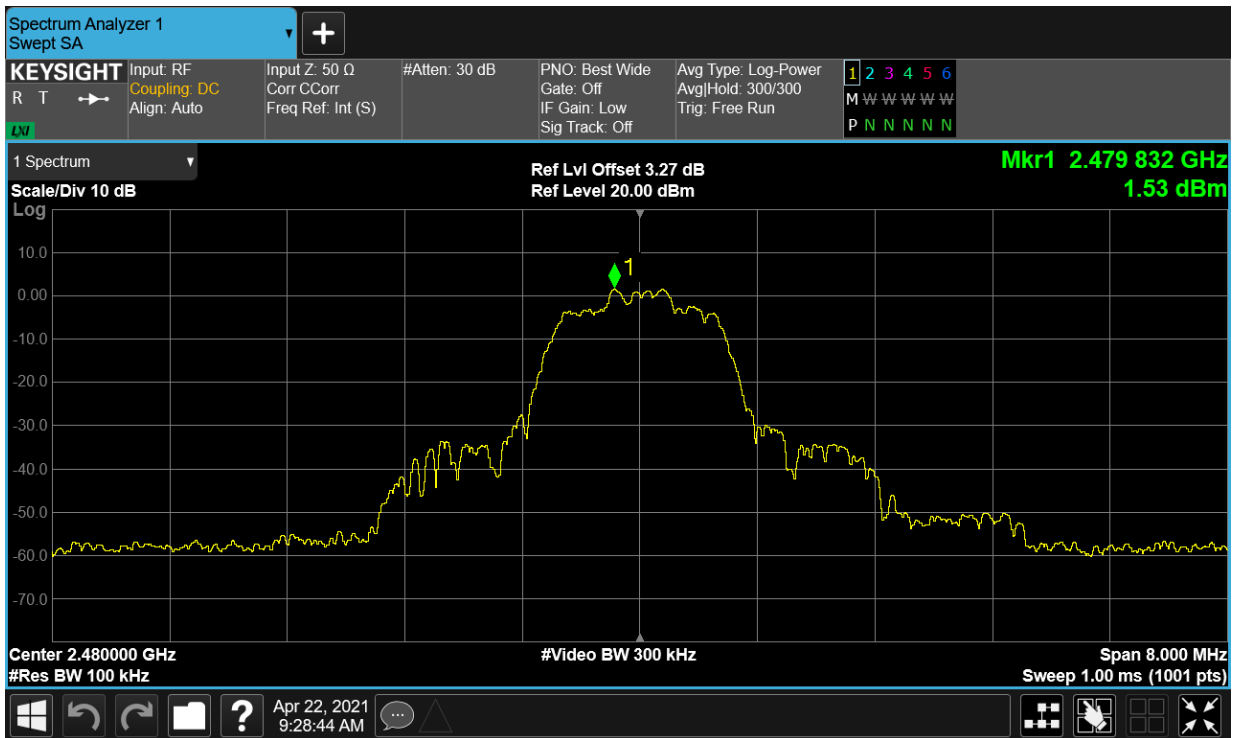 Spectrum Analyzer 1
Swept SA
KEYSIGHT
R T
LXI
Input: RF
Coupling: DC
Align: Auto
Input Z: 50 Ω
Corr CCorr
Freq Ref: Int (S)
#Atten: 30 dB
PNO: Best Wide
Gate: Off
IF Gain: Low
Sig Track: Off
Avg Type: Log-Power
Avg|Hold: 300/300
Trig: Free Run
1 2 3 4 5 6
M W W W W W
P N N N N N
1 Spectrum
Scale/Div 10 dB
Log
Ref Lvl Offset 3.27 dB
Ref Level 20.00 dBm
Mkr1 2.479 832 GHz
1.53 dBm
10.0
0.00
-10.0
-20.0
-30.0
-40.0
-50.0
-60.0
-70.0
1
Center 2.480000 GHz
#Res BW 100 kHz
#Video BW 300 kHz
Span 8.000 MHz
Sweep 1.00 ms (1001 pts)
?
Apr 22, 2021
9:28:44 AM